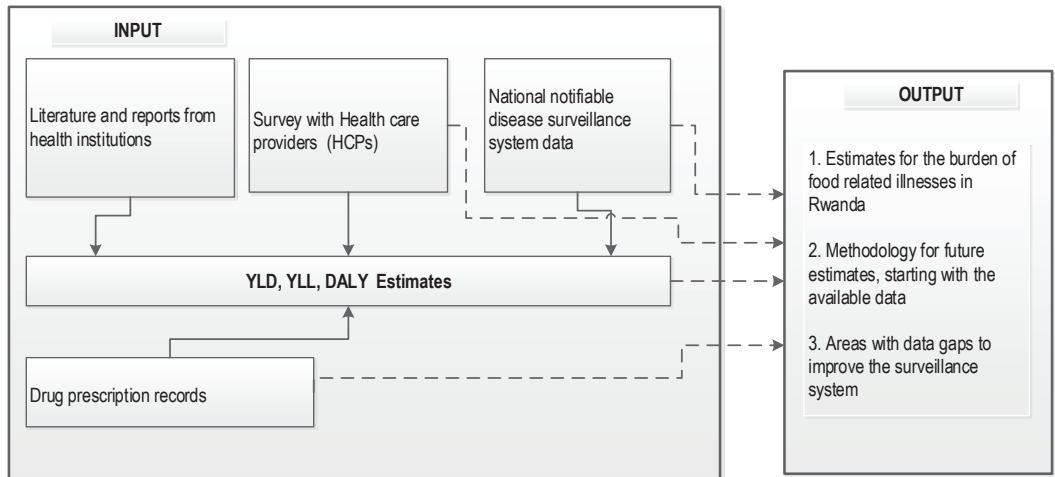 INPUT
Literature and reports from
health institutions
Survey with Health care
providers (HCPs)
National notifiable
disease surveillance
system data
YLD, YLL, DALY Estimates
Drug prescription records
OUTPUT
1. Estimates for the burden of
food related illnesses in
Rwanda
2. Methodology for future
estimates, starting with the
available data
3. Areas with data gaps to
improve the surveillance
system